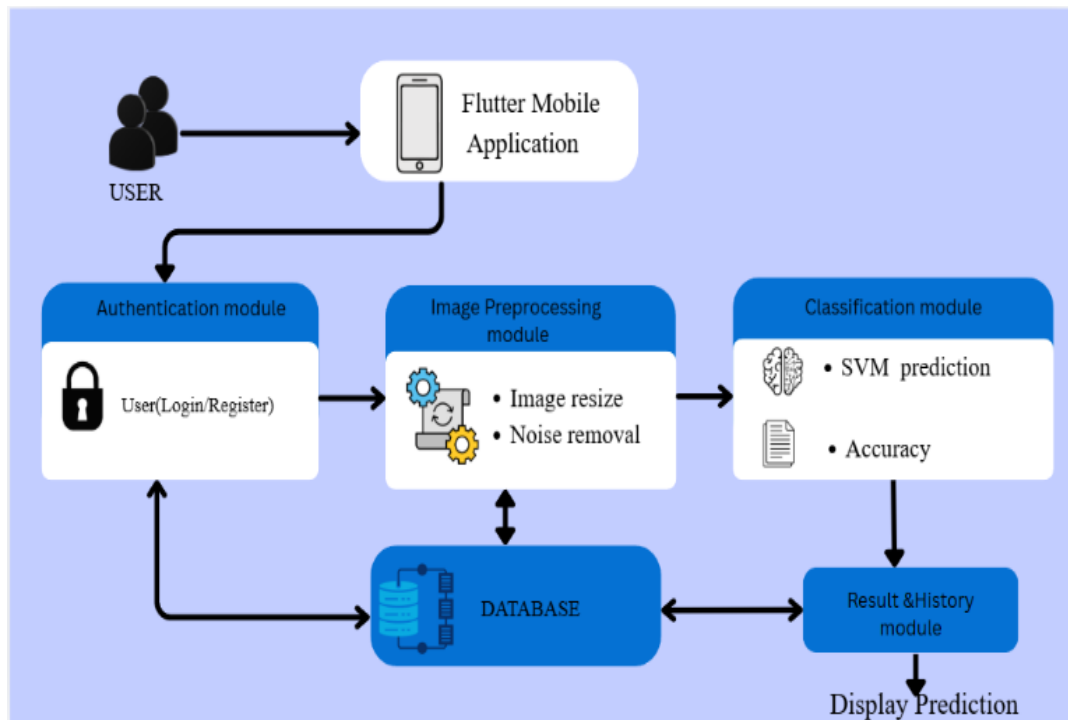 Flutter Mobile
Application
USER
Authentication module
User(Login/Register)
Image Preprocessing
module
• Image resize
• Noise removal
Classification module
• SVM prediction
• Accuracy
DATABASE
Result &History
module
Display Prediction